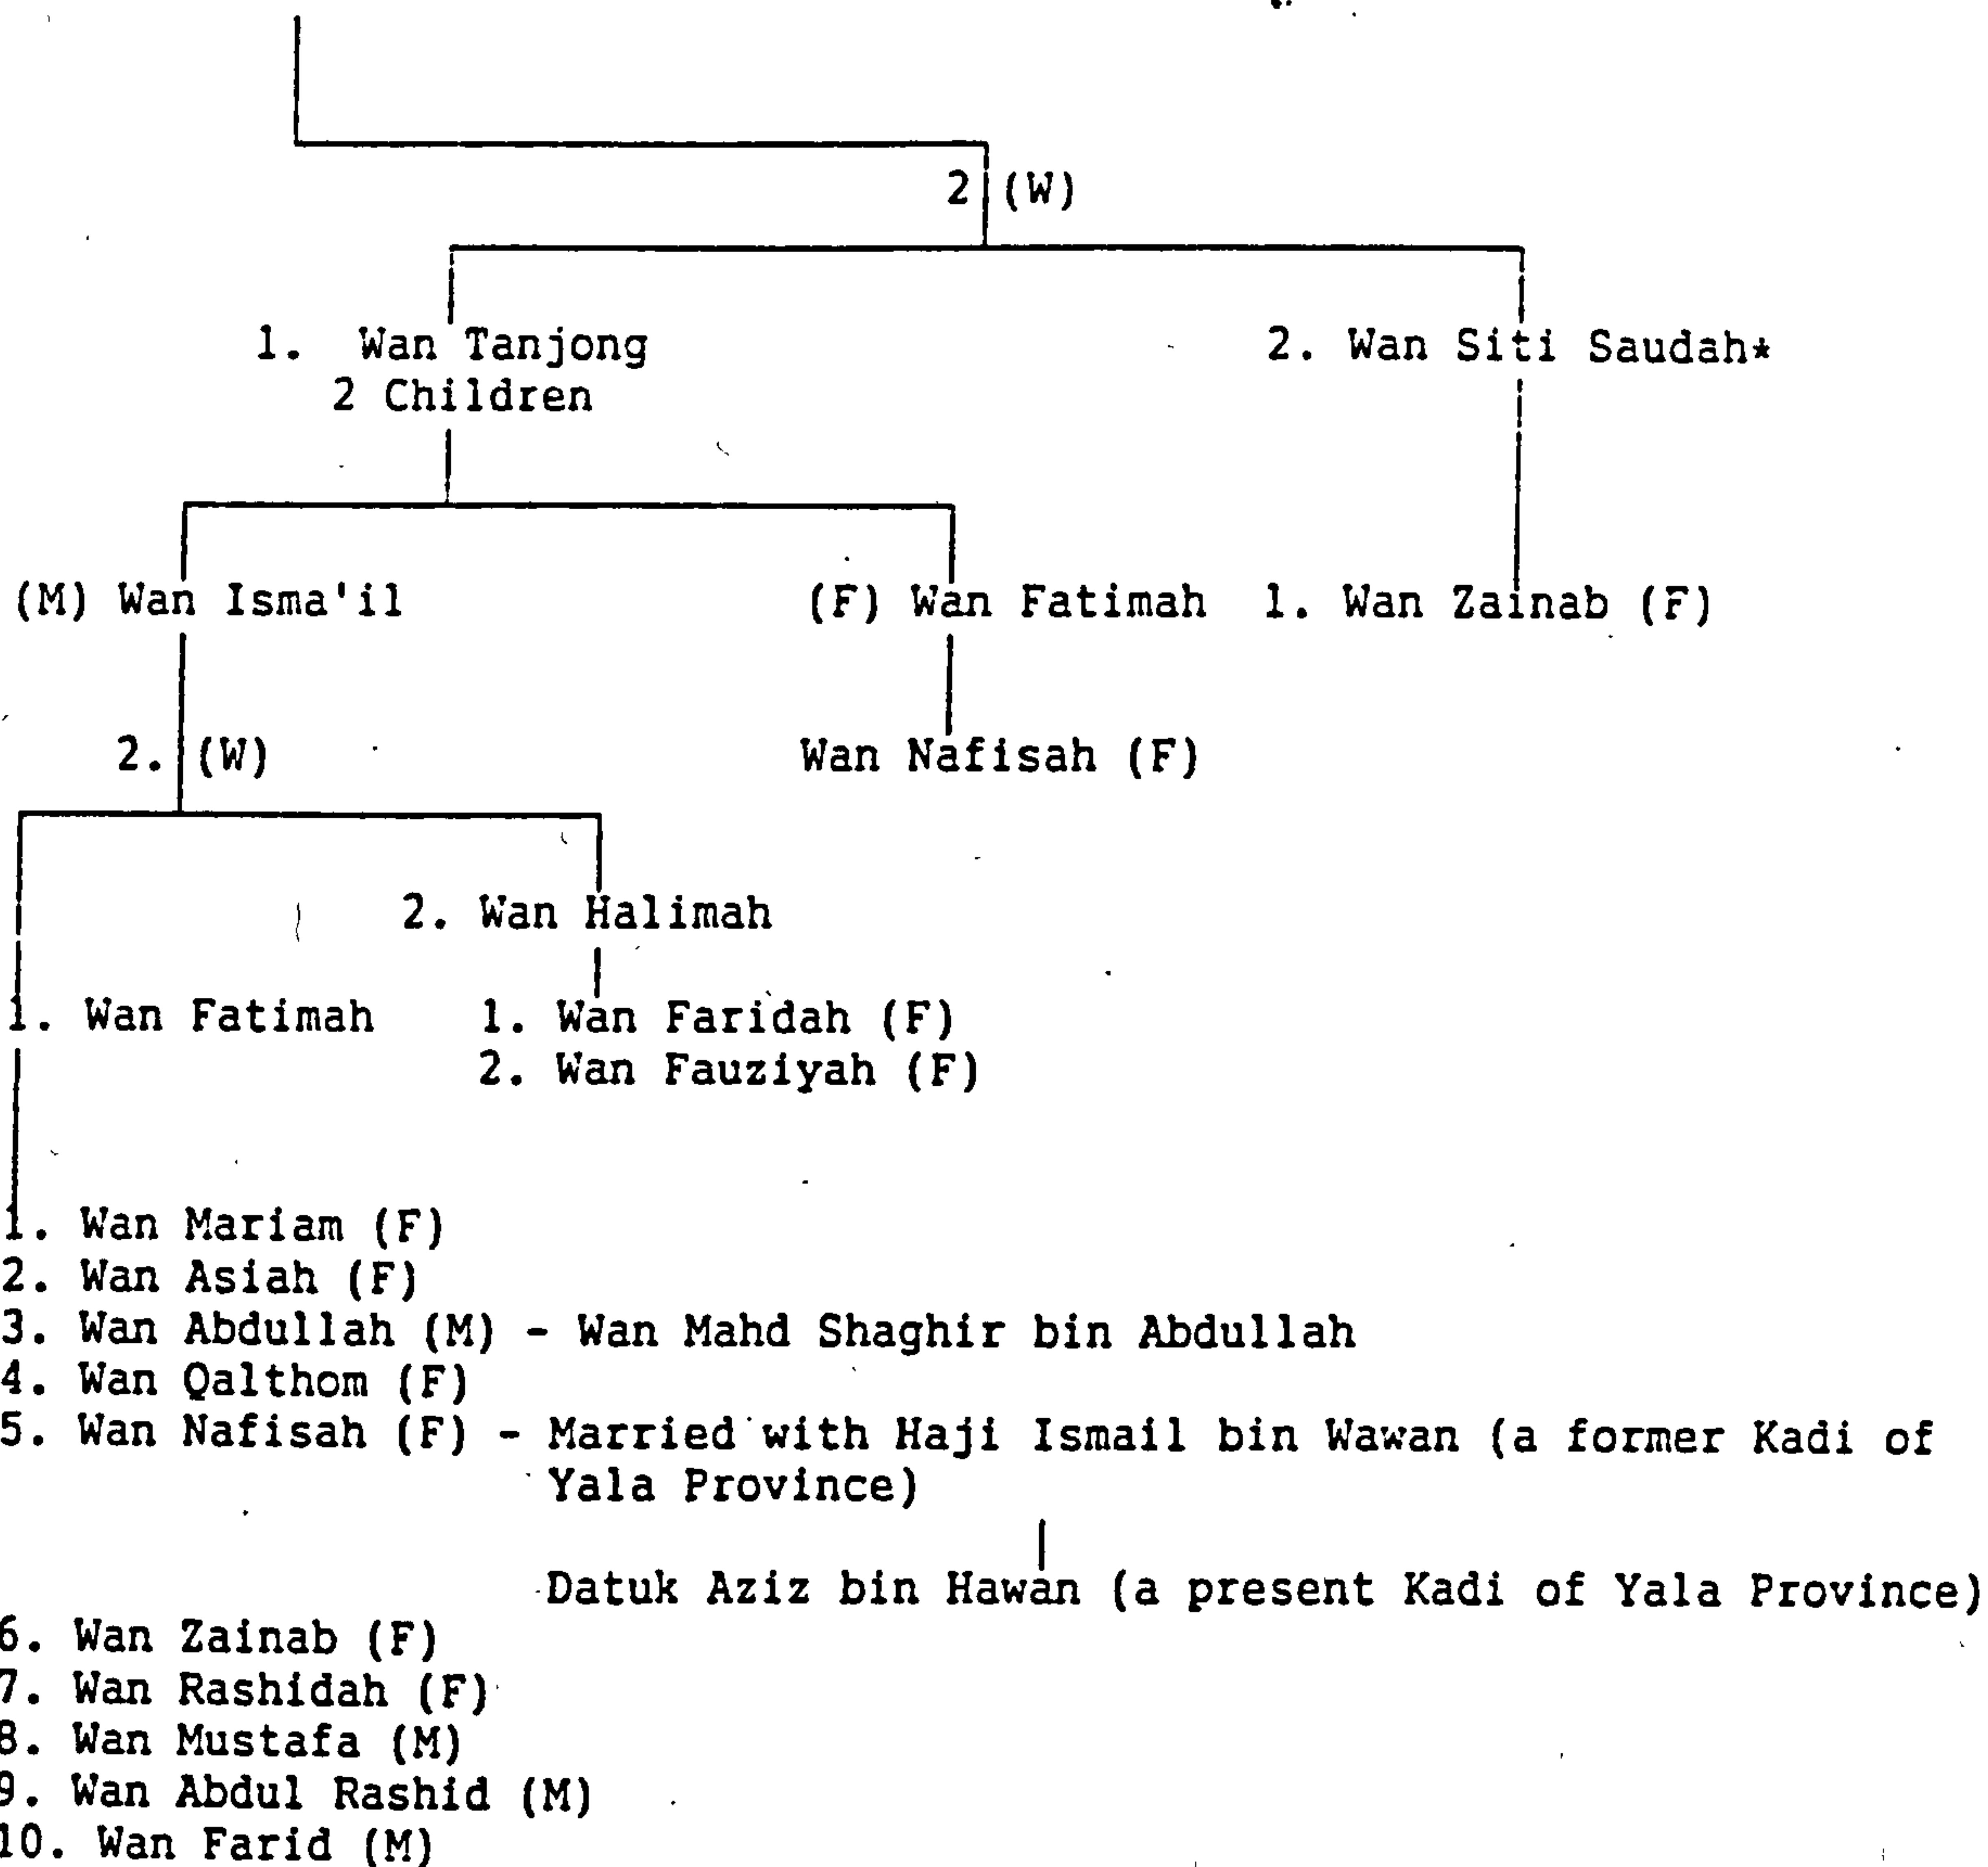 2 (W)
1. Wan Tanjong
2. Wan Siti Saudah*
2 Children
(M) Wan Isma'il
(F) Wan Fatimah
1. Wan Zainab (F)
2. (W)
Wan Nafisah (F)
2. Wan Halimah
1. Wan Fatimah
1. Wan Faridah (F)
2. Wan Fauziyah (F)
1. Wan Mariam (F)
2. Wan Asiah (F)
3. Wan Abdullah (M) - Wan Mahd Shaghir bin Abdullah
4. Wan Qalthom (F)
5. Wan Nafisah (F) - Married with Haji Ismail bin Wawan (a former Kadi of
Yala Province)
Datuk Aziz bin Hawan (a present Kadi of Yala Province)
6. Wan Zainab (F)
7. Wan Rashidah (F)
8. Wan Mustafa (M)
9. Wan Abdul Rashid (M)
10. Wan Farid (M)